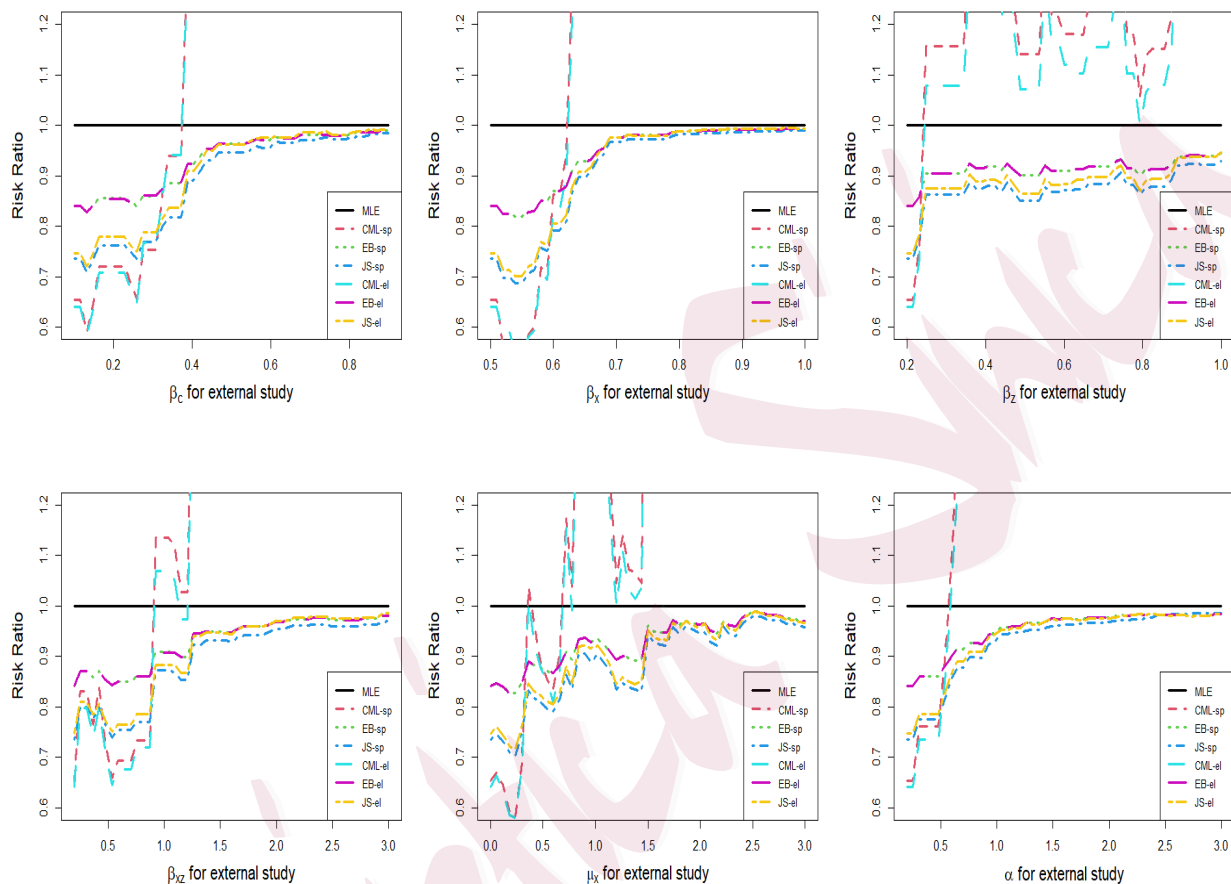 Risk Ratio
0.6 0.7 0.8 0.9 1.0 1.1 1.2
MLE
CML-sp
EB-sp
JS-sp
CML-el
EB-el
JS-el
0.2 0.4 0.6 0.8
βC for external study
Risk Ratio
0.6 0.7 0.8 0.9 1.0 1.1 1.2
MLE
CML-sp
EB-sp
JS-sp
CML-el
EB-el
JS-el
0.5 0.6 0.7 0.8 0.9 1.0
βX for external study
Risk Ratio
0.6 0.7 0.8 0.9 1.0 1.1 1.2
MLE
CML-sp
EB-sp
JS-sp
CML-el
EB-el
JS-el
0.2 0.4 0.6 0.8 1.0
βZ for external study
Risk Ratio
0.6 0.7 0.8 0.9 1.0 1.1 1.2
MLE
CML-sp
EB-sp
JS-sp
CML-el
EB-el
JS-el
0.5 1.0 1.5 2.0 2.5 3.0
βXZ for external study
Risk Ratio
0.6 0.7 0.8 0.9 1.0 1.1 1.2
MLE
CML-sp
EB-sp
JS-sp
CML-el
EB-el
JS-el
0.0 0.5 1.0 1.5 2.0 2.5 3.0
μX for external study
Risk Ratio
0.6 0.7 0.8 0.9 1.0 1.1 1.2
MLE
CML-sp
EB-sp
JS-sp
CML-el
EB-el
JS-el
0.5 1.0 1.5 2.0 2.5 3.0
α for external study